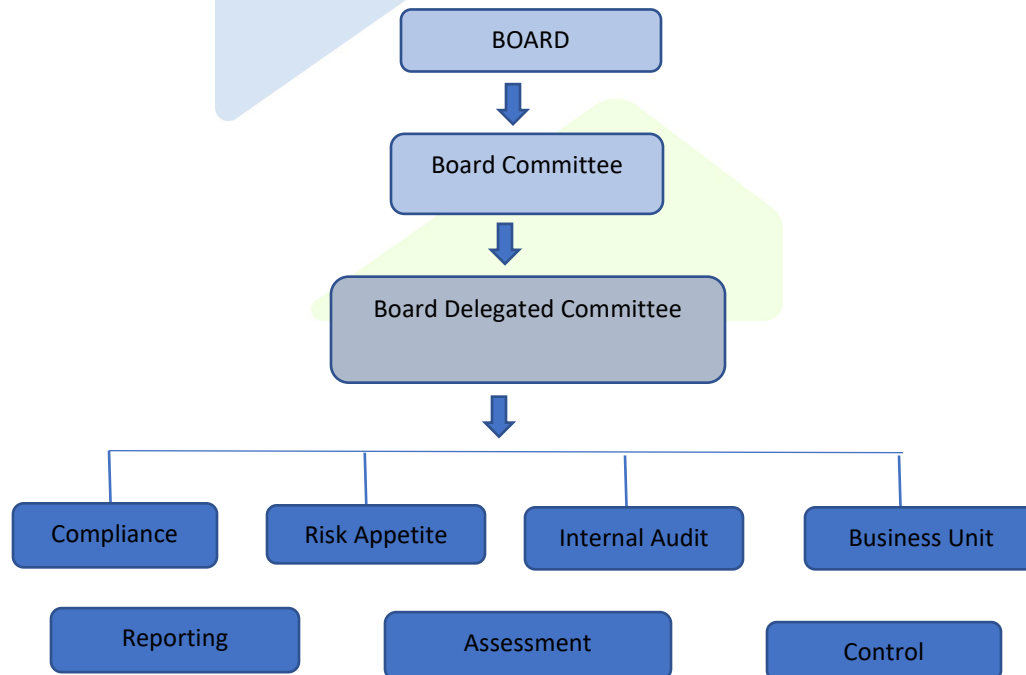 BOARD
Board Committee
Board Delegated Committee
Compliance
Risk Appetite
Internal Audit
Business Unit
Reporting
Assessment
Control